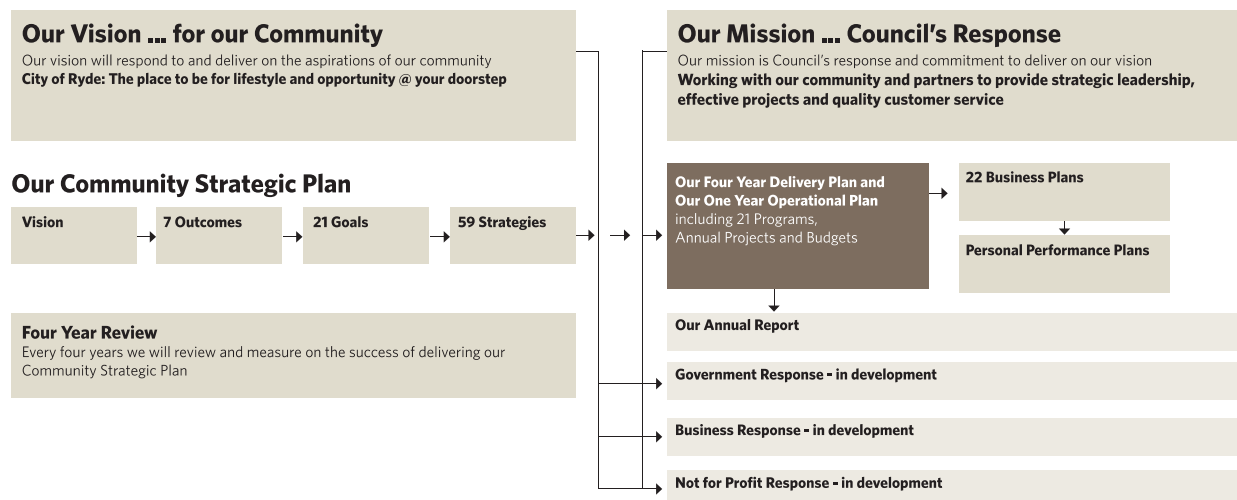 Our Vision ... for our Community
Our vision will respond to and deliver on the aspirations of our community
City of Ryde: The place to be for lifestyle and opportunity @ your doorstep
Our Community Strategic Plan
Vision
7 Outcomes
21 Goals
59 Strategies
Four Year Review
Every four years we will review and measure on the success of delivering our
Community Strategic Plan
Our Mission ... Council's Response
Our mission is Council's response and commitment to deliver on our vision
Working with our community and partners to provide strategic leadership,
effective projects and quality customer service
Our Four Year Delivery Plan and
Our One Year Operational Plan
including 21 Programs,
Annual Projects and Budgets
22 Business Plans
Personal Performance Plans
Our Annual Report
Government Response - in development
Business Response - in development
Not for Profit Response - in development